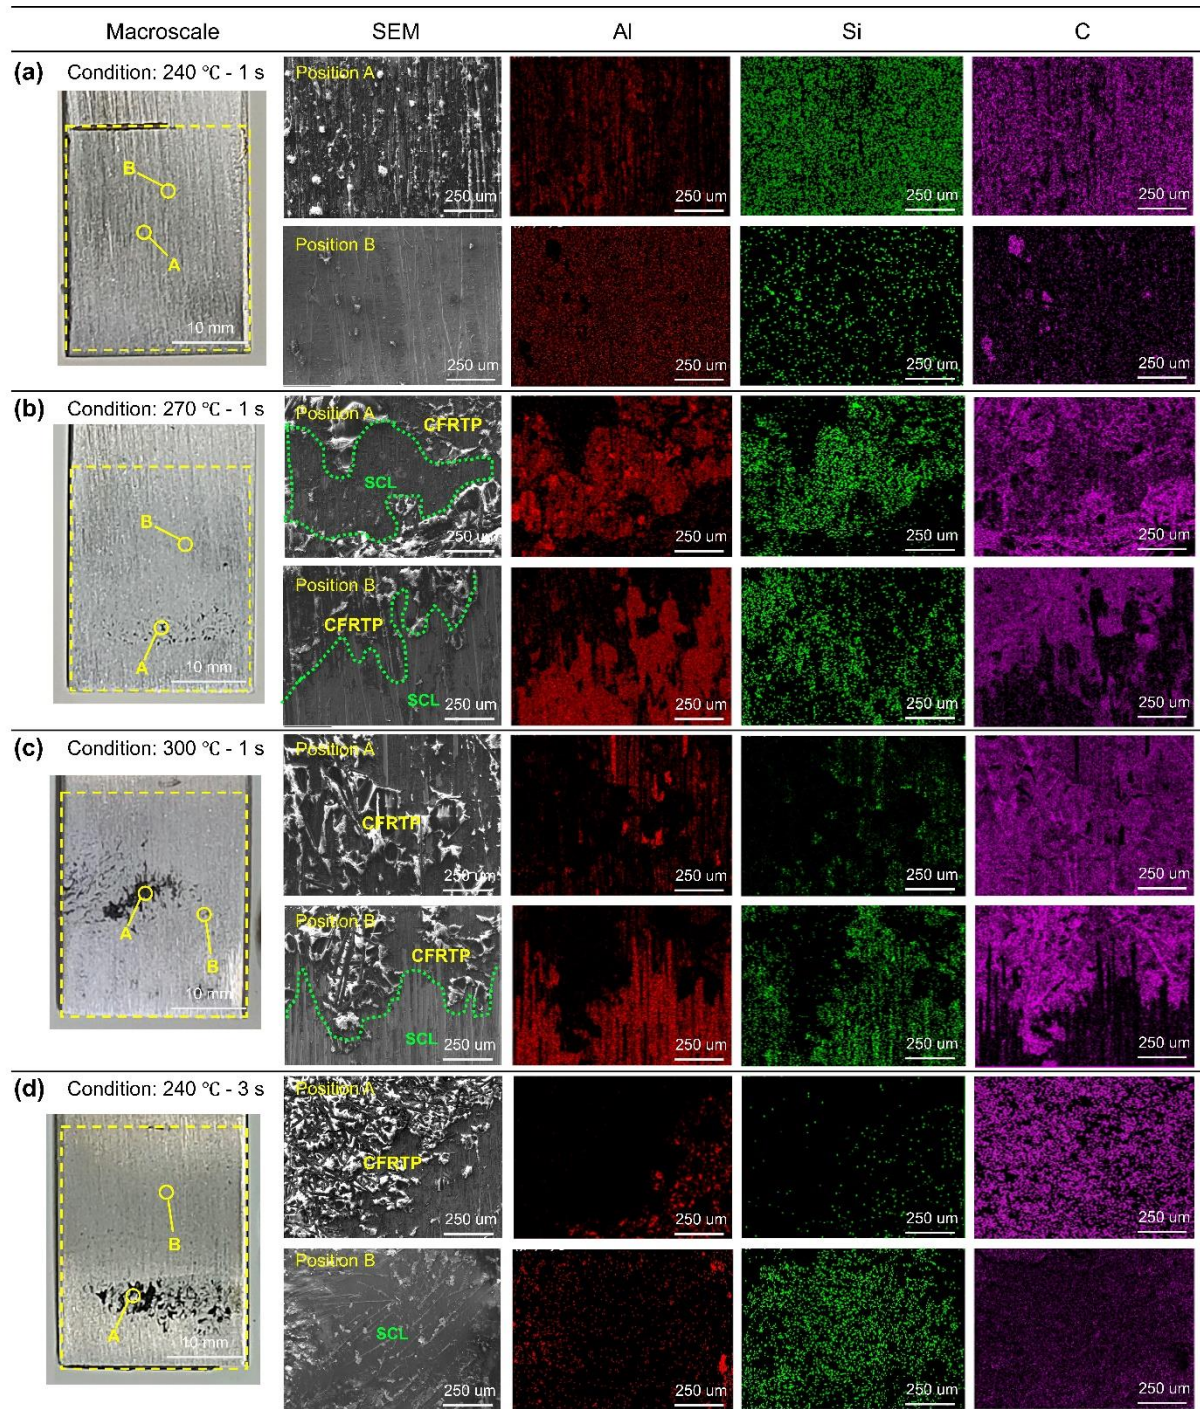 Macroscale SEM Al Si C
(a) Condition: 240 ℃ - 1 s
B
A
10 mm
Position A
250 um 250 um 250 um 250 um
Position B
250 um 250 um 250 um 250 um
(b) Condition: 270 ℃ - 1 s
B
A
10 mm
Position A
CFRTP
SCL
250 um 250 um 250 um 250 um
Position B
CFRTP
SCL
250 um 250 um 250 um 250 um
(c) Condition: 300 ℃ - 1 s
A
B
10 mm
Position A
CFRTP
250 um 250 um 250 um 250 um
Position B
CFRTP
SCL
250 um 250 um 250 um 250 um
(d) Condition: 240 ℃ - 3 s
B
A
10 mm
Position A
CFRTP
250 um 250 um 250 um 250 um
Position B
SCL
250 um 250 um 250 um 250 um